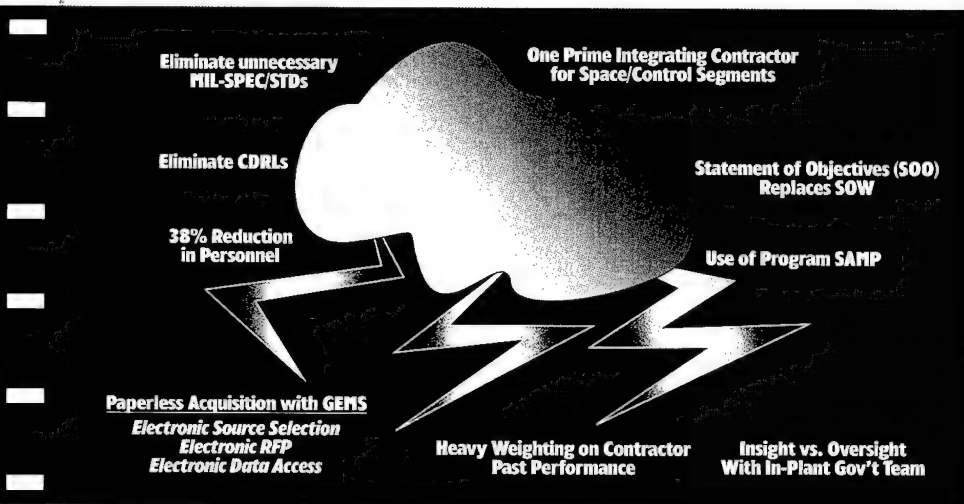 Eliminate unnecessary
MIL-SPEC/STDs
One Prime Integrating Contractor
for Space/Control Segments
Eliminate CDRLs
Statement of Objectives (SOO)
Replaces SOW
38% Reduction
in Personnel
Use of Program SAMP
Paperless Acquisition with GEMS
Electronic Source Selection
Electronic RFP
Electronic Data Access
Heavy Weighting on Contractor
Past Performance
Insight vs. Oversight
With In-Plant Gov't Team